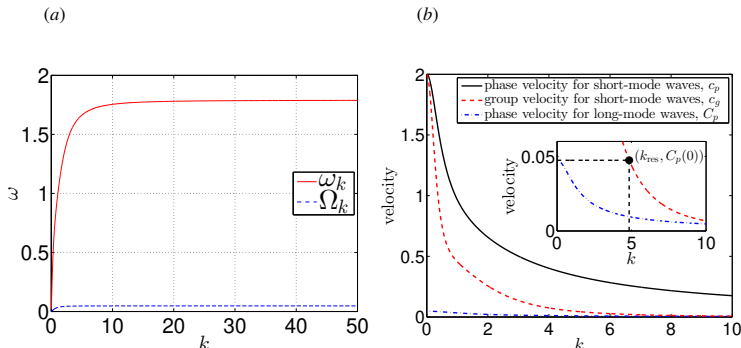 (a)
(b)
2
1.5
1
0.5
0
ω
0
10
20
30
40
50
k
ω_k
Ω_k
2
1.5
1
0.5
0
velocity
0
2
4
6
8
10
k
phase velocity for short-mode waves, c_p
group velocity for short-mode waves, c_g
phase velocity for long-mode waves, C_p
0.05
0
velocity
0
5
10
k
(k_res, C_p(0))